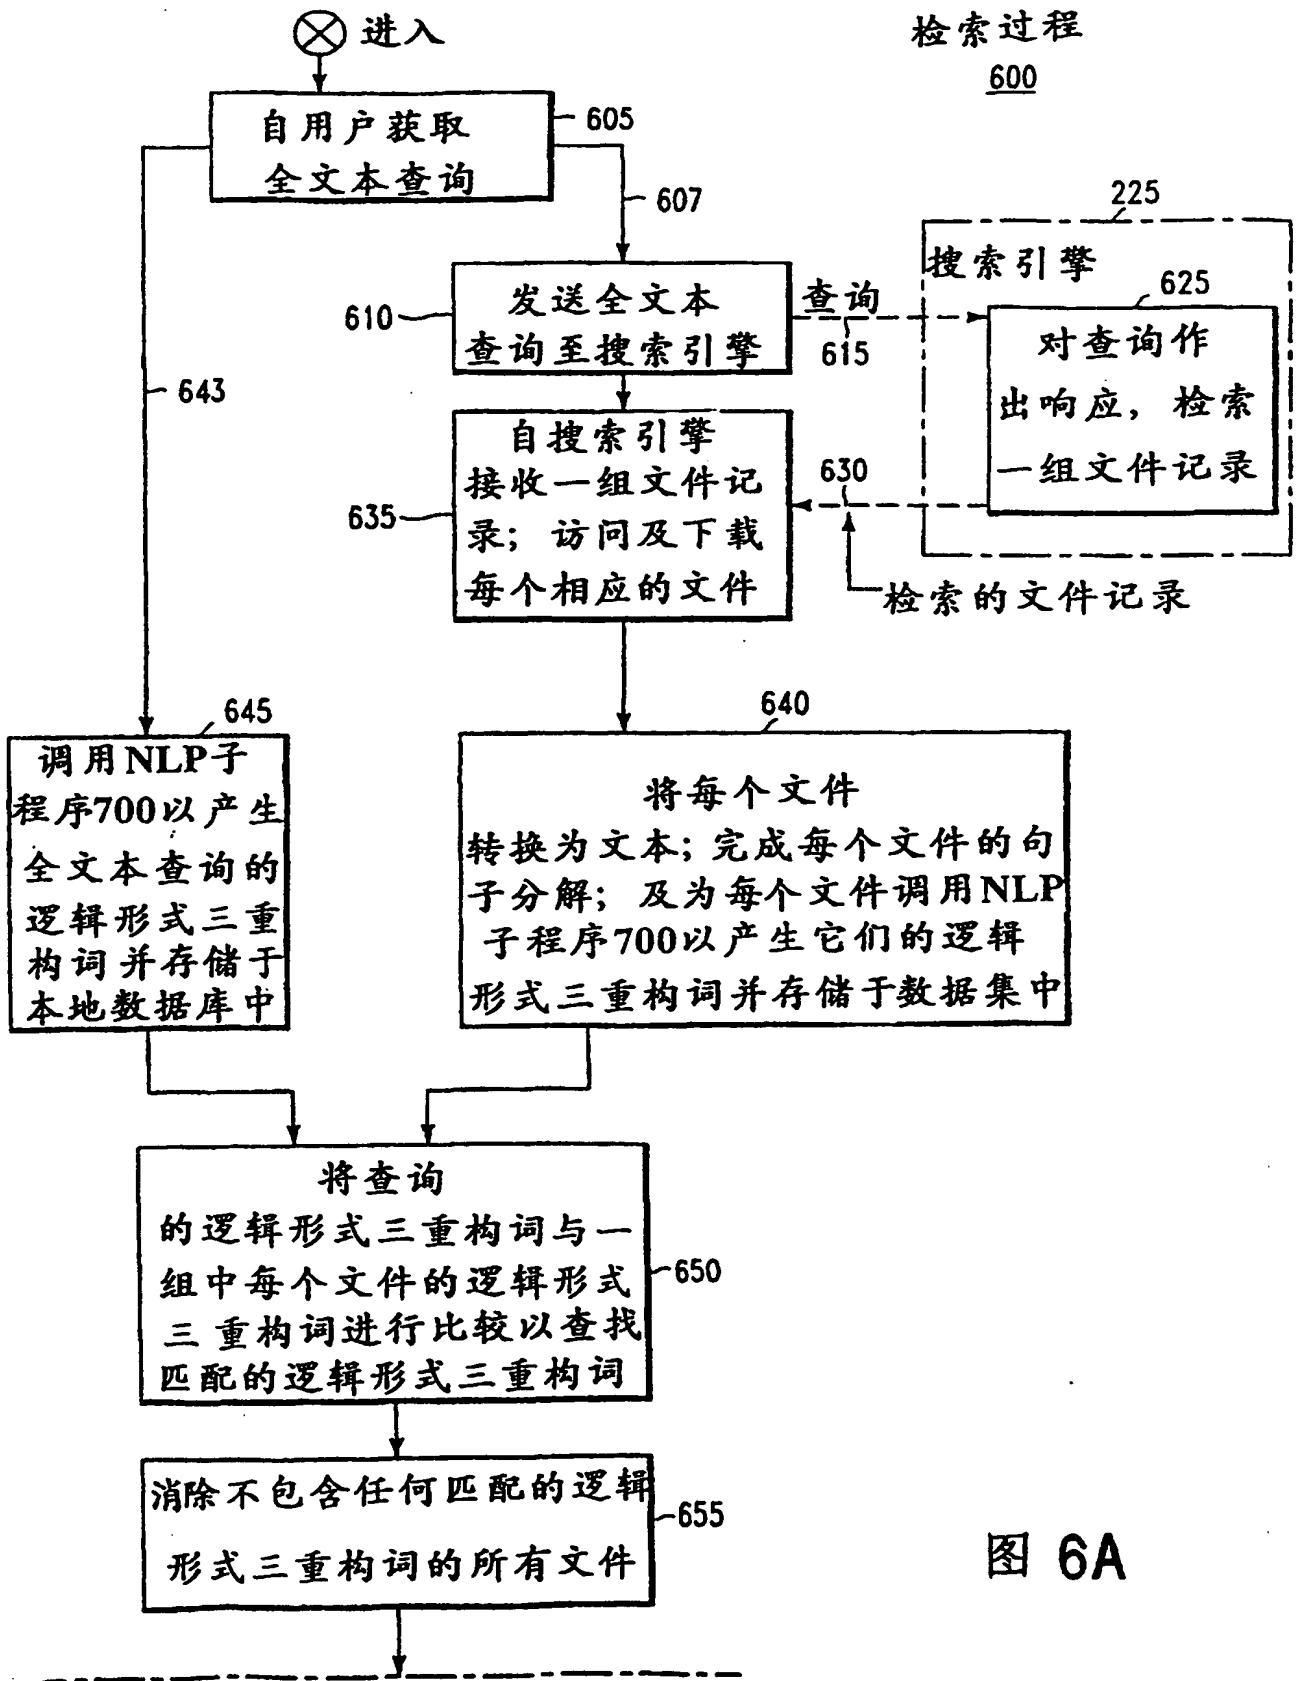 进入
检索过程
600
自用户获取
全文本查询
605
607
643
225
搜索引擎
发送全文本
查询至搜索引擎
610
查询
615
625
对查询作
出响应，检索
一组文件记录
自搜索引擎
接收一组文件记
录；访问及下载
每个相应的文件
635
630
检索的文件记录
645
调用NLP子
程序700以产生
全文本查询的
逻辑形式三重
构词并存储于
本地数据库中
640
将每个文件
转换为文本；完成每个文件的句
子分解；及为每个文件调用NLP
子程序700以产生它们的逻辑
形式三重构词并存储于数据集中
将查询
的逻辑形式三重构词与一
组中每个文件的逻辑形式
三重构词进行比较以查找
匹配的逻辑形式三重构词
650
消除不包含任何匹配的逻辑
形式三重构词的所有文件
655
图 6A